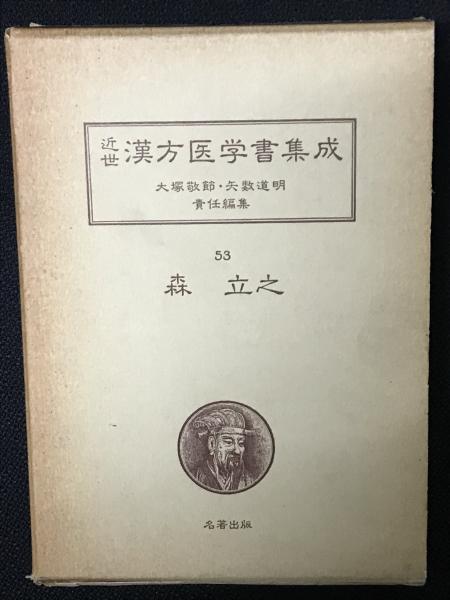 近世漢方医学書集成
大塚敬節・矢数道明
責任編集
53
森 立之
名著出版